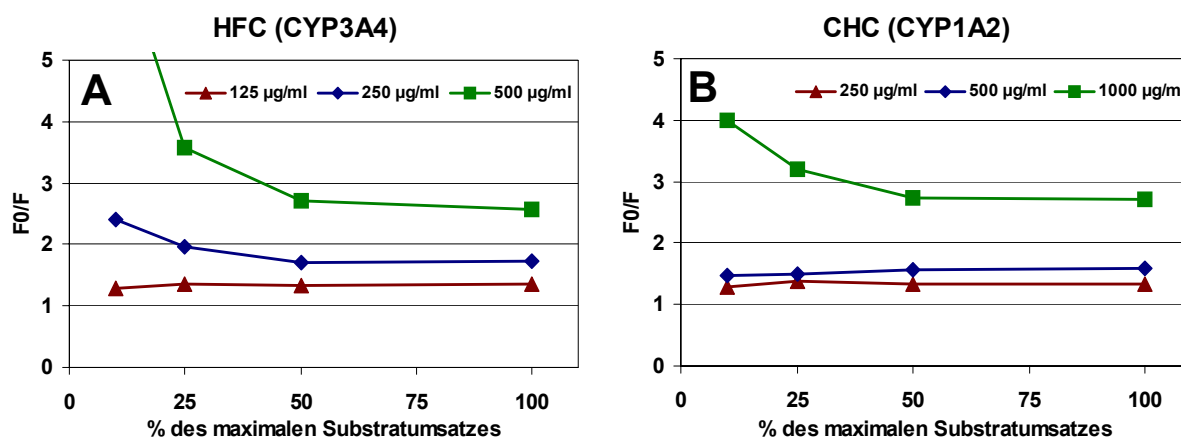 HFC (CYP3A4)
A
125 µg/ml 250 µg/ml 500 µg/ml
5
4
3
2
1
0
F0/F
0 25 50 75 100
% des maximalen Substratumsatzes
CHC (CYP1A2)
B
250 µg/ml 500 µg/ml 1000 µg/m
5
4
3
2
1
0
F0/F
0 25 50 75 100
% des maximalen Substratumsatzes